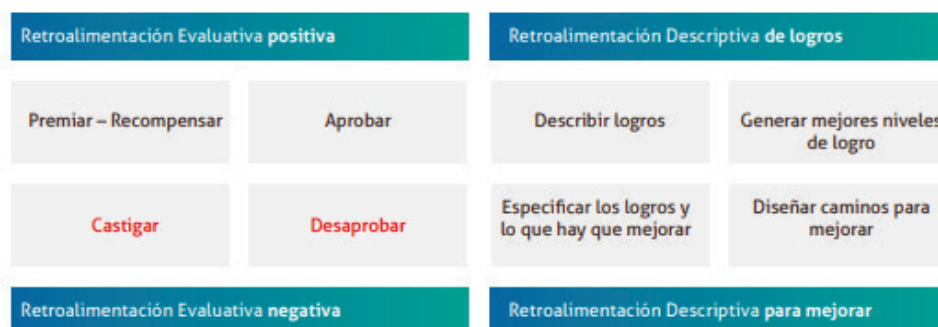 Retroalimentación Evaluativa positiva
Retroalimentación Descriptiva de logros
Premiar – Recompensar
Aprobar
Describir logros
Generar mejores niveles
de logro
Castigar
Desaprobar
Especificar los logros y
lo que hay que mejorar
Diseñar caminos para
mejorar
Retroalimentación Evaluativa negativa
Retroalimentación Descriptiva para mejorar